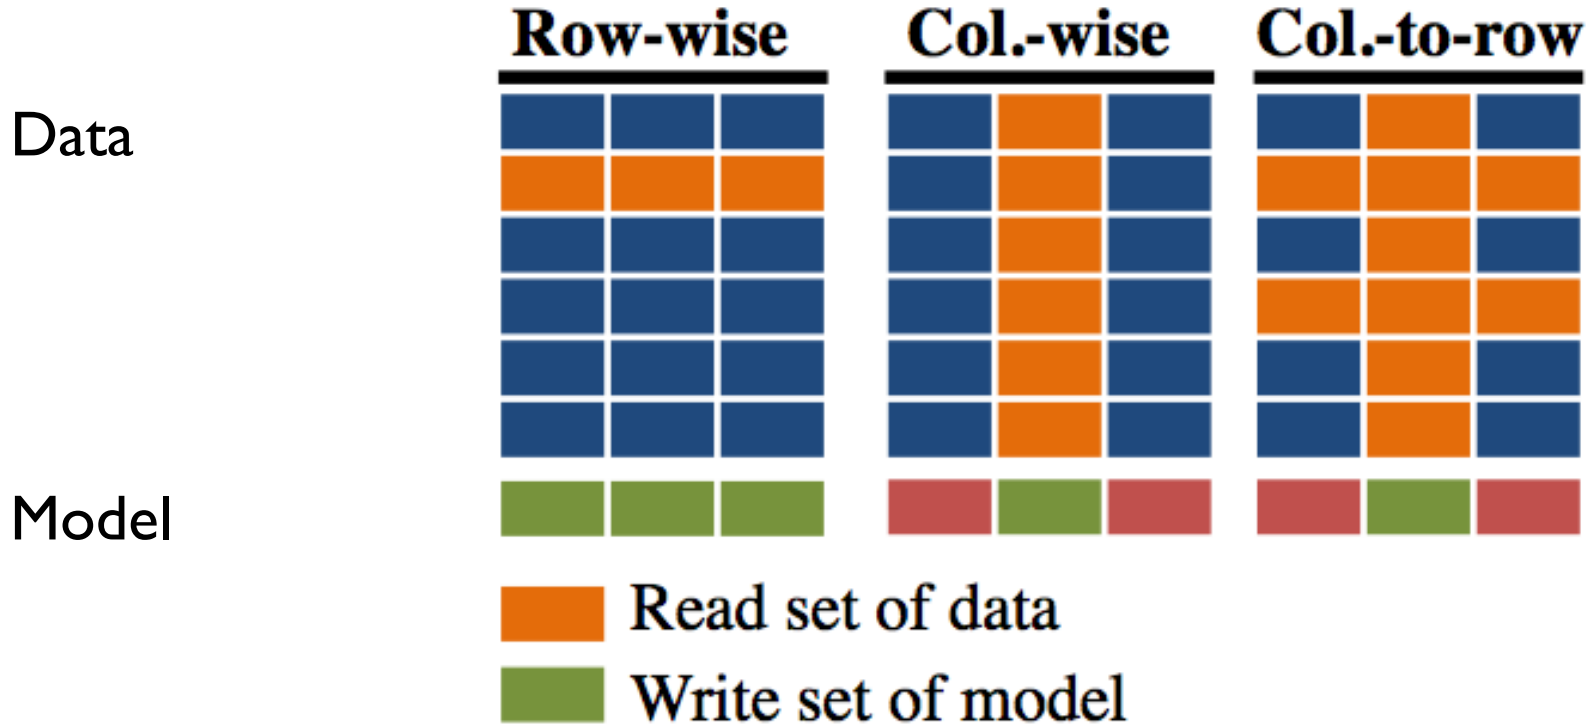 Row-wise Col.-wise Col.-to-row
Data
Model
Read set of data
Write set of model